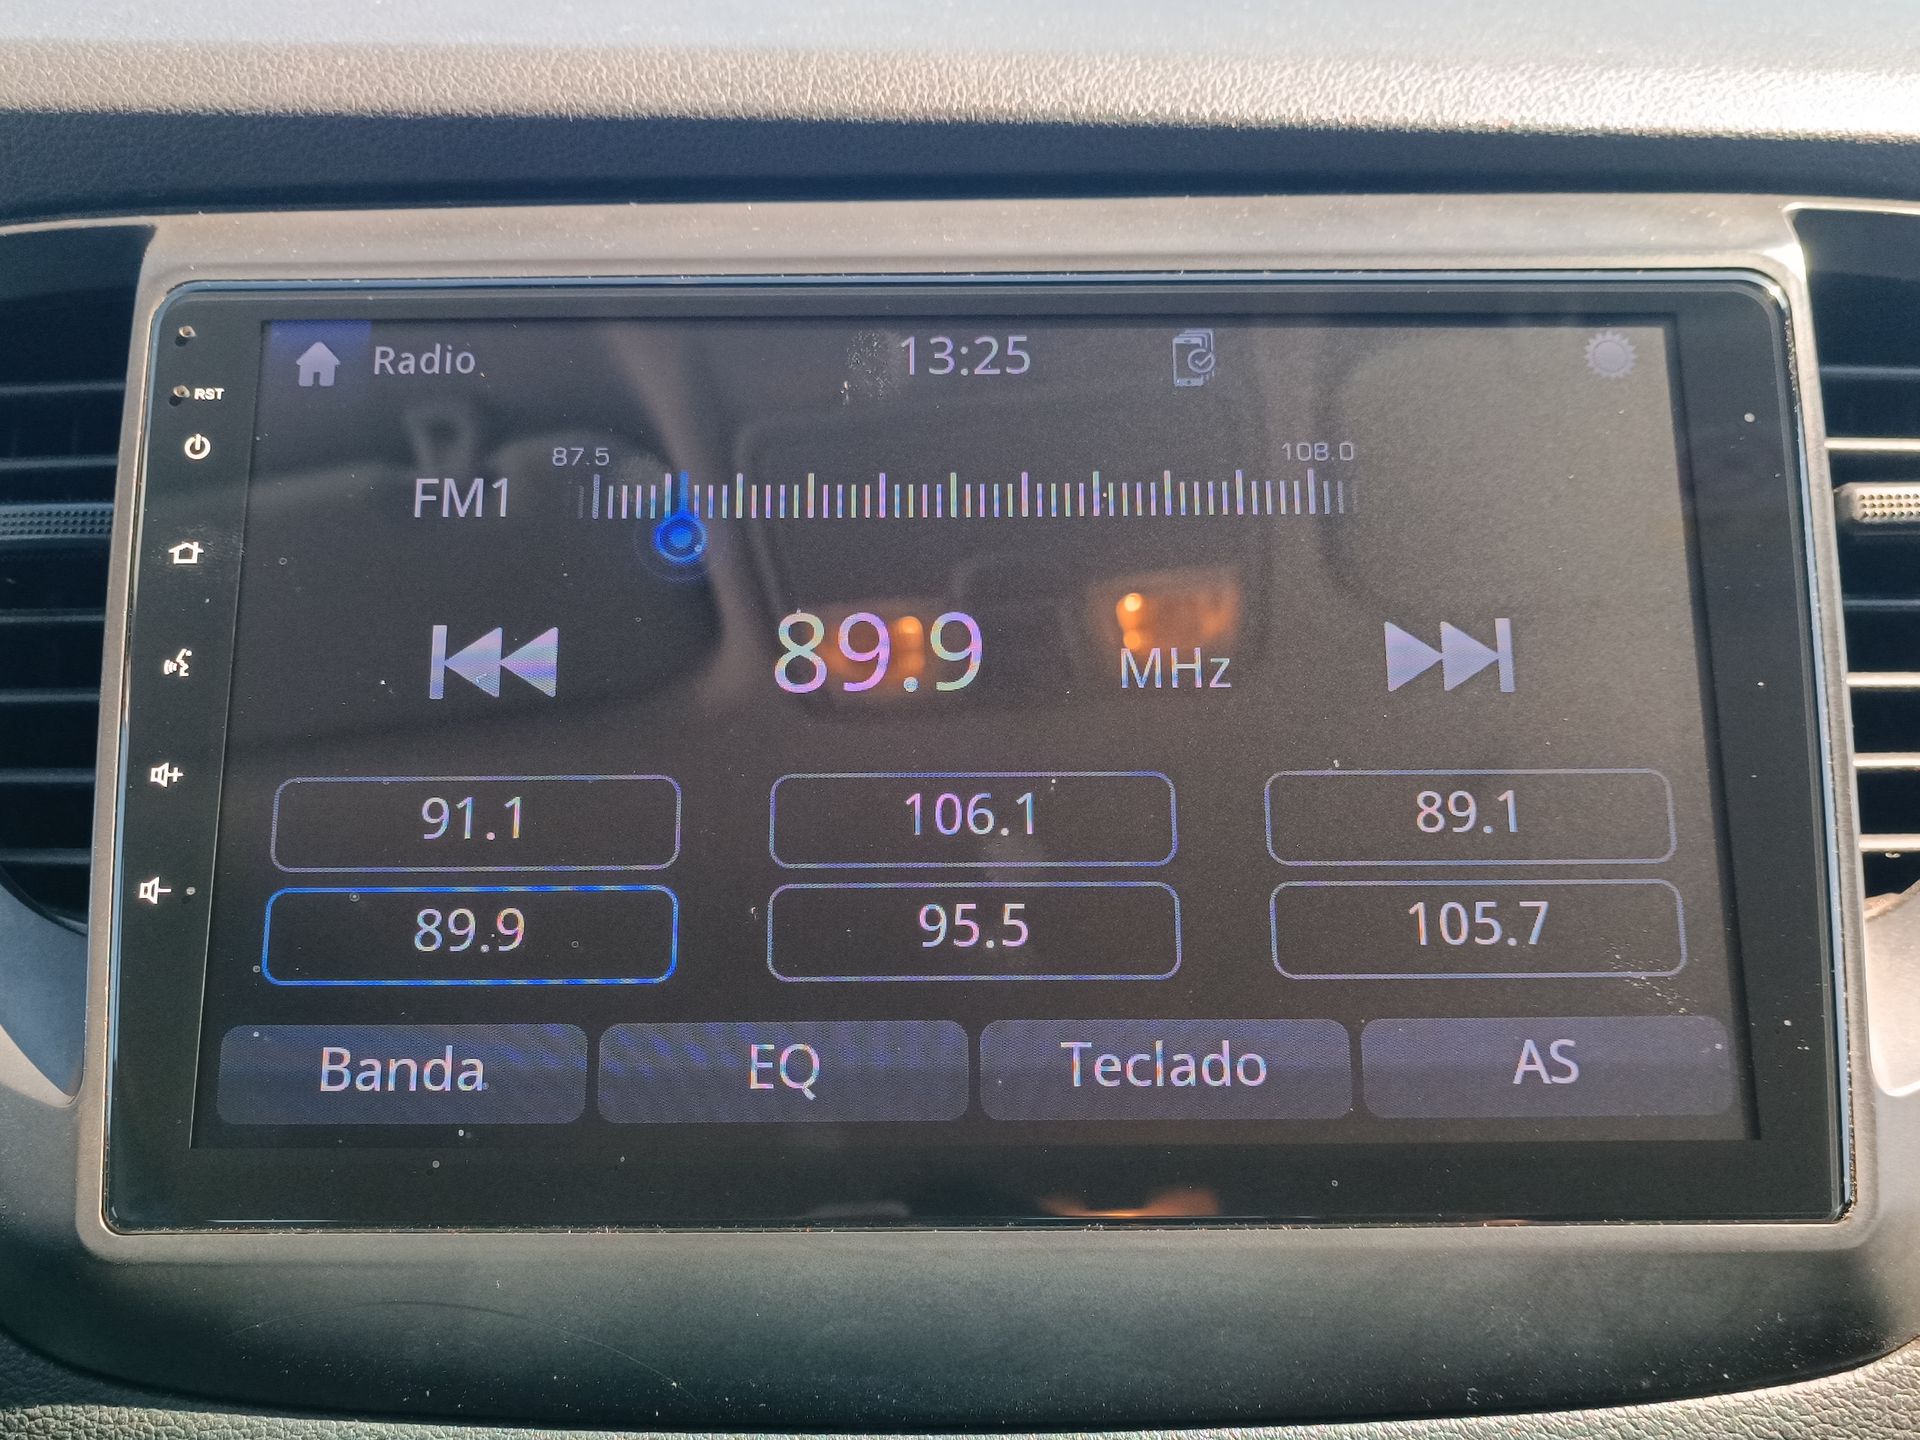 RST
Radio
13:25
87.5
108.0
FM1
89.9
MHz
91.1
106.1
89.1
89.9
95.5
105.7
Banda
EQ
Teclado
AS